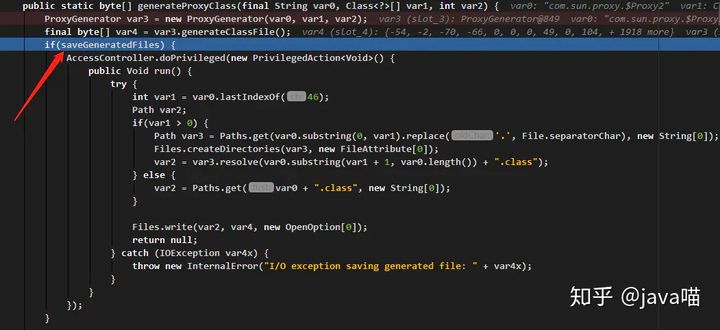 public static byte[] generateProxyClass(final String var0, Class<?>[] var1, int var2) { var0: "com.sun.proxy.$Proxy2" var1: C
ProxyGenerator var3 = new ProxyGenerator(var0, var1, var2); var3 (slot_3): ProxyGenerator@849 var0: "com.sun.proxy.$Prox
final byte[] var4 = var3.generateClassFile(); var4 (slot_4): {-54, -2, -70, -66, 0, 0, 0, 49, 0, 104, + 1918 more} var3 (s
if(saveGeneratedFiles) {
AccessController.doPrivileged(new PrivilegedAction<Void>() {
public Void run() {
try {
int var1 = var0.lastIndexOf( 46);
Path var2;
if(var1 > 0) {
Path var3 = Paths.get(var0.substring(0, var1).replace( '.', File.separatorChar), new String[0]);
Files.createDirectories(var3, new FileAttribute[0]);
var2 = var3.resolve(var0.substring(var1 + 1, var0.length()) + ".class");
} else {
var2 = Paths.get( var0 + ".class", new String[0]);
}
Files.write(var2, var4, new OpenOption[0]);
return null;
} catch (IOException var4x) {
throw new InternalError("I/O exception saving generated file: " + var4x);
}
}
});
}
知乎 @java喵